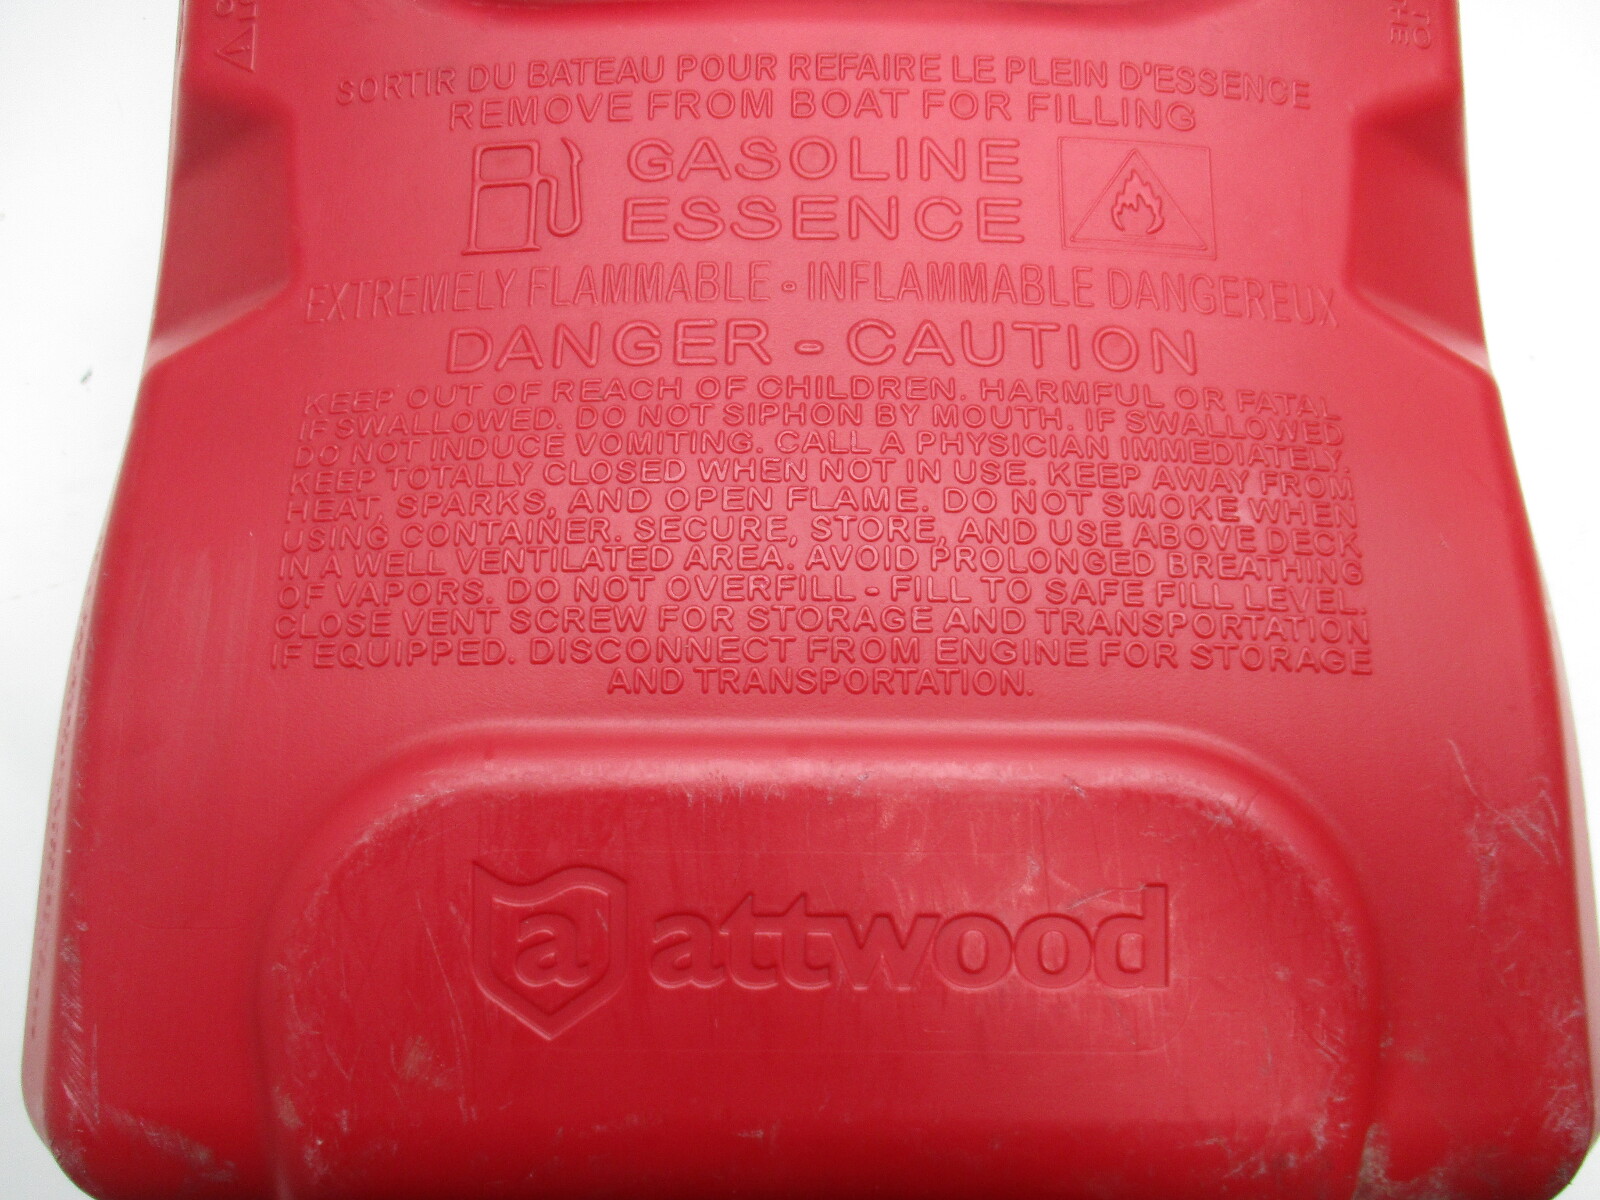 SORTIR DU BATEAU POUR REFAIRE LE PLEIN D'ESSENCE
REMOVE FROM BOAT FOR FILLING
GASOLINE
ESSENCE
EXTREMELY FLAMMABLE - INFLAMMABLE DANGEREUX
DANGER - CAUTION
KEEP OUT OF REACH OF CHILDREN. HARMFUL OR FATAL
IF SWALLOWED. DO NOT SIPHON BY MOUTH. IF SWALLOWED
DO NOT INDUCE VOMITING. CALL A PHYSICIAN IMMEDIATELY.
KEEP TOTALLY CLOSED WHEN NOT IN USE. KEEP AWAY FROM
HEAT, SPARKS, AND OPEN FLAME. DO NOT SMOKE WHEN
USING CONTAINER. SECURE, STORE, AND USE ABOVE DECK
IN A WELL VENTILATED AREA. AVOID PROLONGED BREATHING
OF VAPORS. DO NOT OVERFILL - FILL TO SAFE FILL LEVEL.
CLOSE VENT SCREW FOR STORAGE AND TRANSPORTATION
IF EQUIPPED. DISCONNECT FROM ENGINE FOR STORAGE
AND TRANSPORTATION.
a attwood